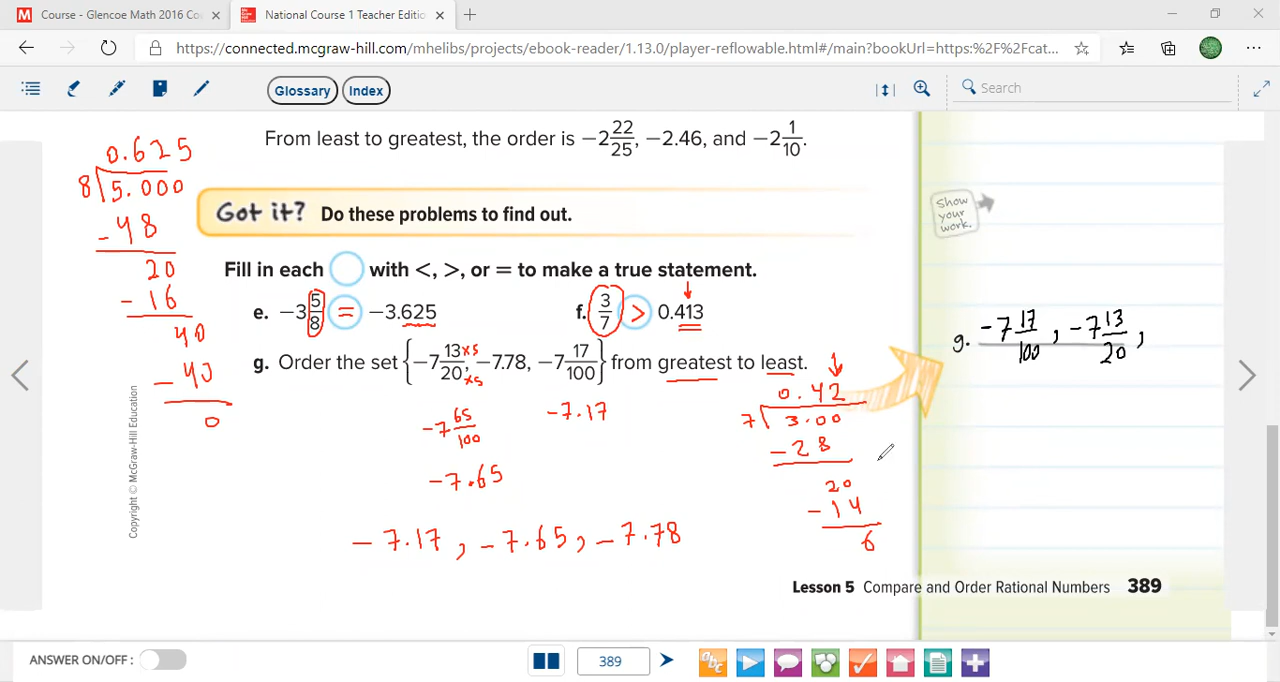 Course - Glencoe Math 2016 Co
National Course 1 Teacher Editio
https://connected.mcgraw-hill.com/mhelibs/projects/ebook-reader/1.13.0/player-reflowable.html#/main?bookUrl=https:%2F%2Fcat...
Glossary
Index
Search
From least to greatest, the order is −2 22/25, −2.46, and −2 1/10.
0.625
8 5.000
-48
20
-16
40
-40
0
Got it? Do these problems to find out.
Fill in each with <, >, or = to make a true statement.
e. −3 5/8 = −3.625
f. 3/7 > 0.413
g. Order the set {−7 13/20, −7.78, −7 17/100} from greatest to least.
×5
×5
-7 65/100
-7.17
-7.65
0.42
7 3.00
-28
20
-14
6
-7.17, -7.65, -7.78
Show
your
work.
g. -7 17/100, -7 13/20,
Copyright © McGraw-Hill Education
Lesson 5 Compare and Order Rational Numbers 389
ANSWER ON/OFF :
389
abc